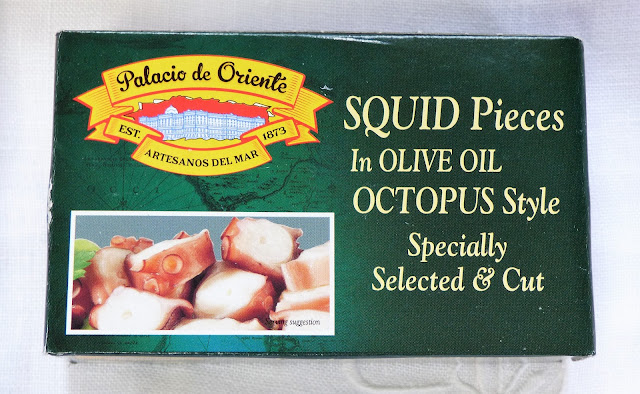 Palacio de Oriente
EST. 1873
ARTESANOS DEL MAR
SQUID Pieces
In OLIVE OIL
OCTOPUS Style
Specially
Selected & Cut
Serving suggestion